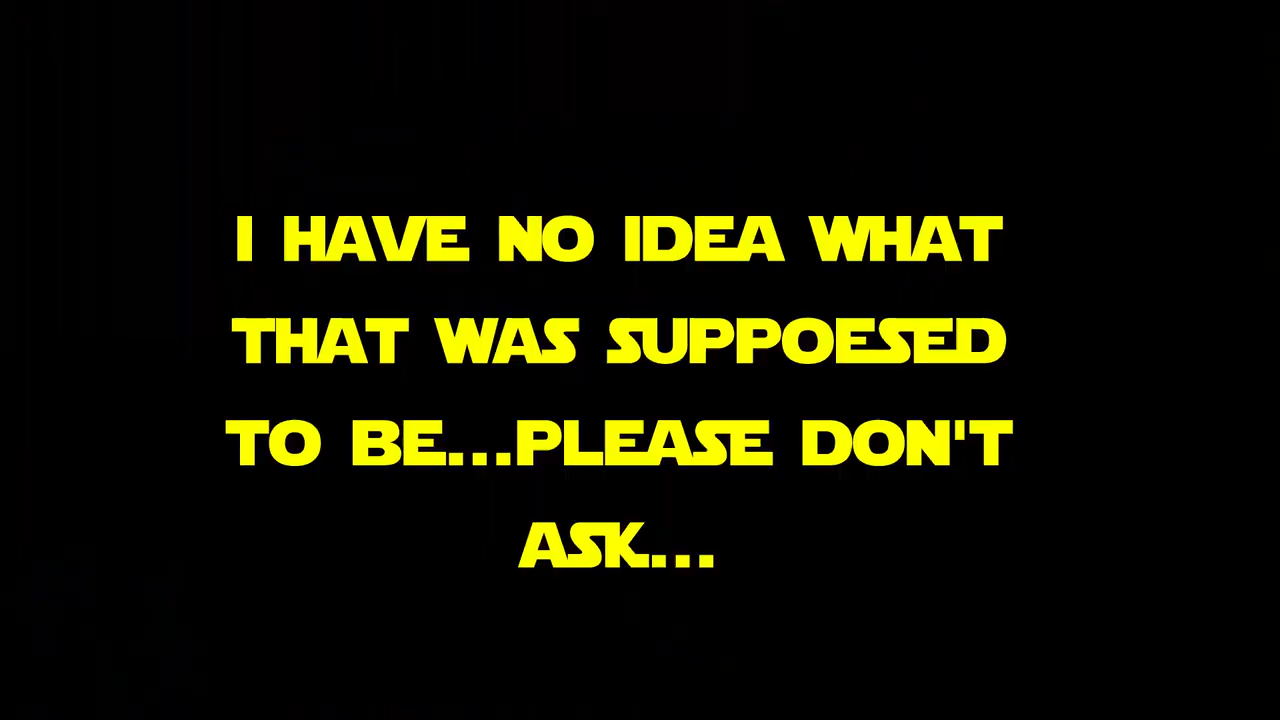 I HAVE NO IDEA WHAT
THAT WAS SUPPOESED
TO BE...PLEASE DON'T
ASK...